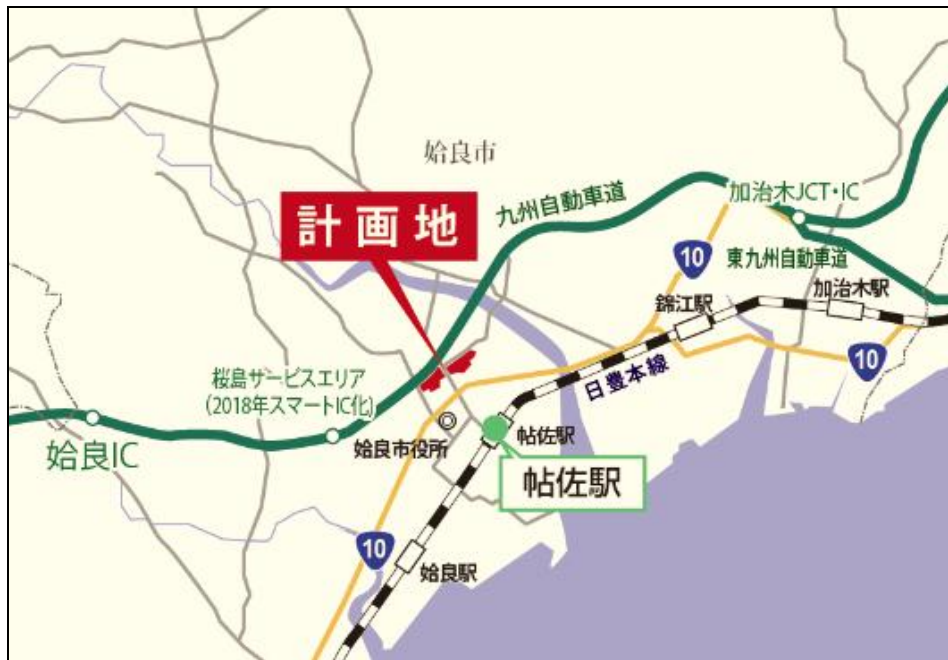 姶良市
計画地
九州自動車道
加治木JCT・IC
10
東九州自動車道
加治木駅
錦江駅
10
日豊本線
桜島サービスエリア
(2018年スマートIC化)
姶良IC
姶良市役所
帖佐駅
帖佐駅
10
姶良駅